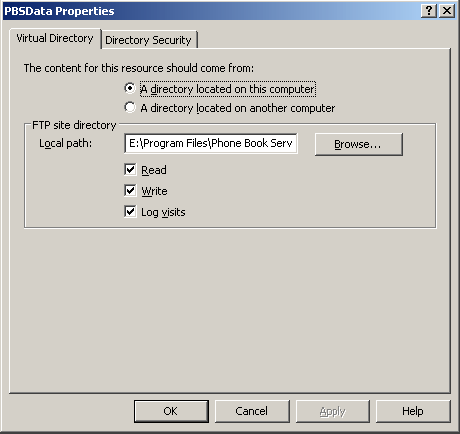 PBSData Properties
Virtual Directory Directory Security
The content for this resource should come from:
A directory located on this computer
A directory located on another computer
FTP site directory
Local path: E:\Program Files\Phone Book Serv Browse...
Read
Write
Log visits
OK Cancel Apply Help